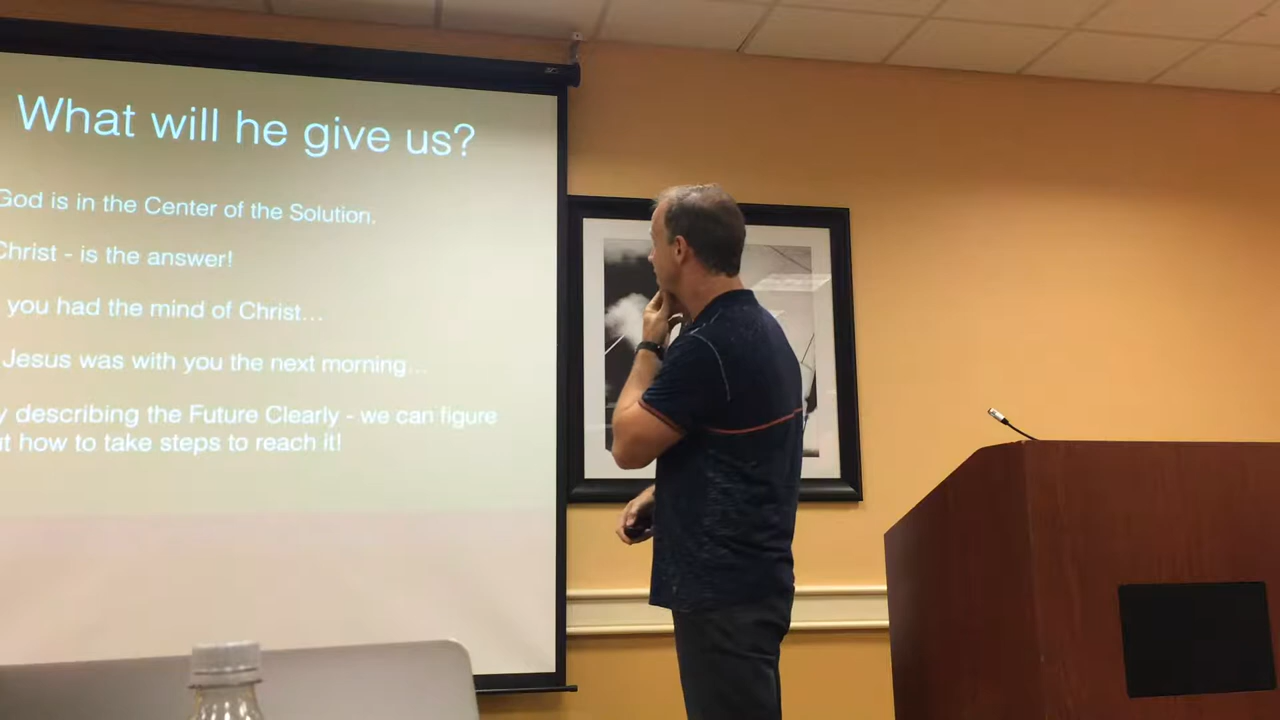 What will he give us?
God is in the Center of the Solution.
Christ - is the answer!
you had the mind of Christ...
Jesus was with you the next morning...
describing the Future Clearly - we can figure
how to take steps to reach it!